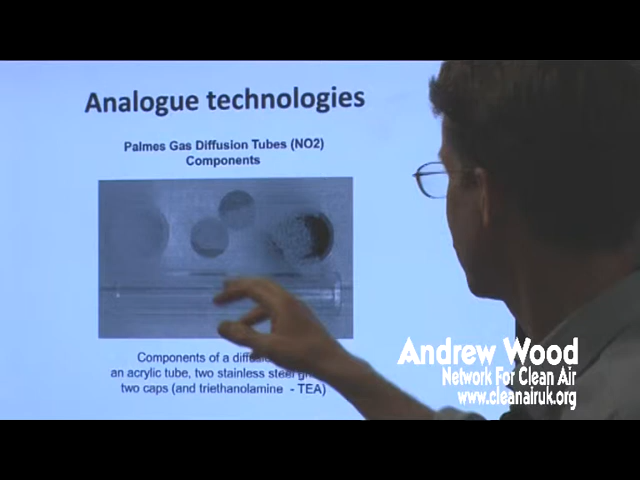 Analogue technologies
Palmes Gas Diffusion Tubes (NO2)
Components
Components of a
an acrylic tube, two stainless steel
two caps (and triethanolamine - TEA)
Andrew Wood
Network For Clean Air
www.cleanairuk.org